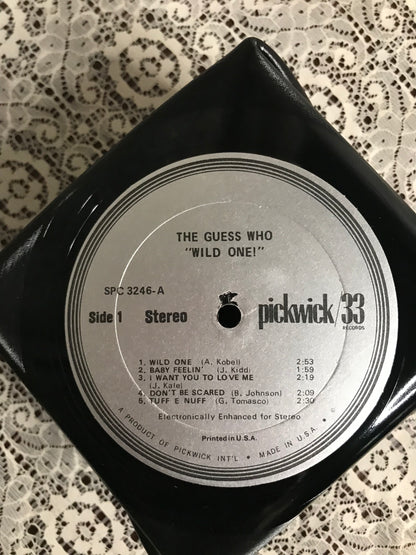 THE GUESS WHO
"WILD ONE!"
SPC 3246-A
Side 1 Stereo
pickwick/33
RECORDS
1. WILD ONE (A. Kobel) 2:53
2. BABY FEELIN' (J. Kidd) 1:59
3. I WANT YOU TO LOVE ME 2:19
(J. Kale)
4. DON'T BE SCARED (B. Johnson) 2:09
5. TUFF E NUFF (G. Tomasco) 2:30
Electronically Enhanced for Stereo
Printed in U.S.A.
A PRODUCT OF PICKWICK INT'L. • MADE IN U.S.A. • ©